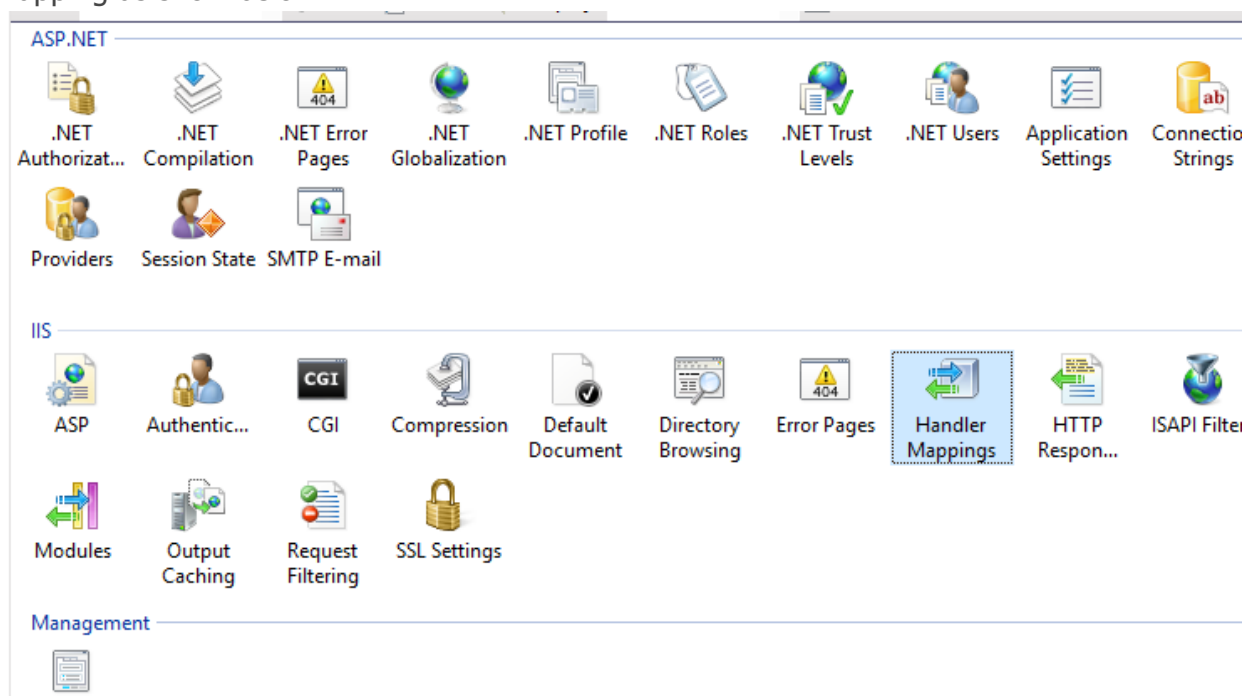 ASP.NET
404
ab
.NET Authorizat...
.NET Compilation
.NET Error Pages
.NET Globalization
.NET Profile
.NET Roles
.NET Trust Levels
.NET Users
Application Settings
Connectio Strings
Providers
Session State
SMTP E-mail
IIS
CGI
404
ASP
Authentic...
CGI
Compression
Default Document
Directory Browsing
Error Pages
Handler Mappings
HTTP Respon...
ISAPI Filter
Modules
Output Caching
Request Filtering
SSL Settings
Management